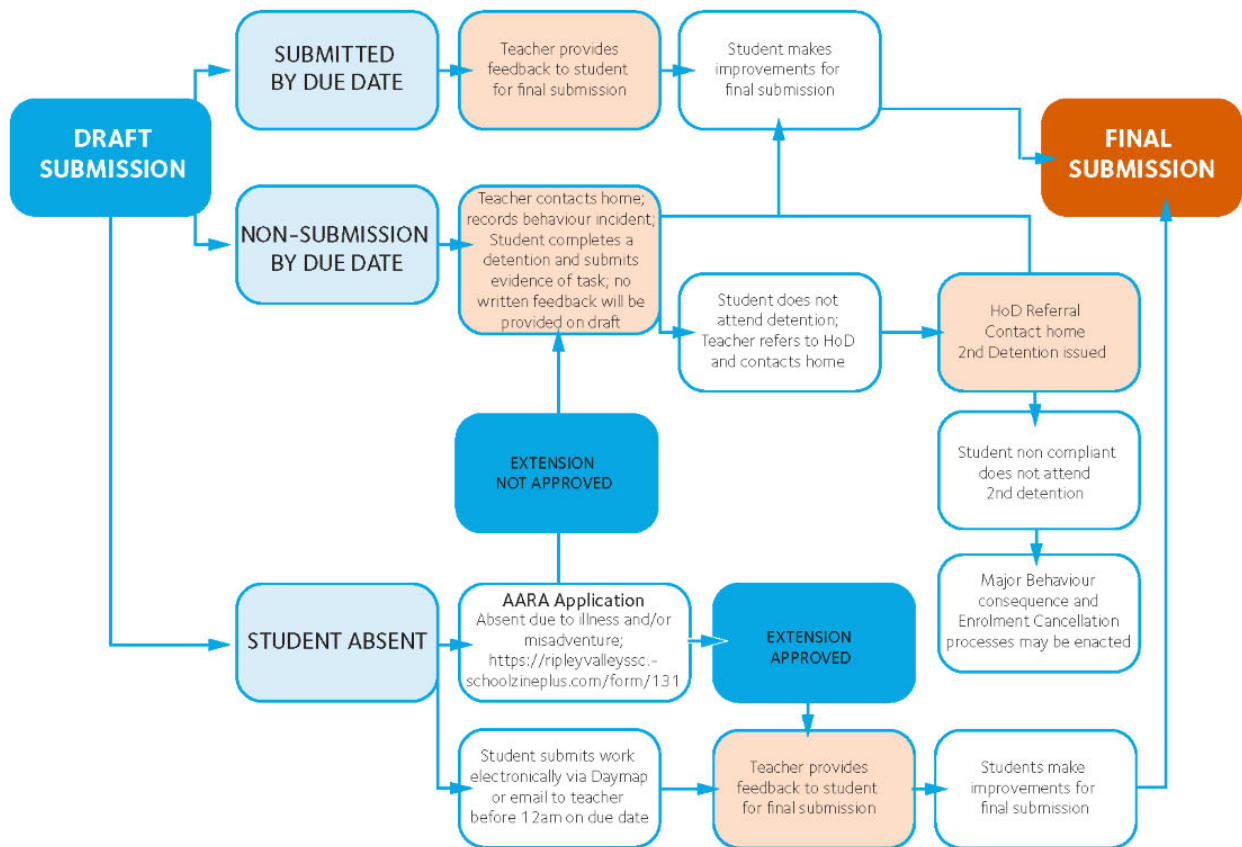 SUBMITTED
BY DUE DATE
Teacher provides
feedback to student
for final submission
Student makes
improvements for
final submission
DRAFT
SUBMISSION
FINAL
SUBMISSION
NON-SUBMISSION
BY DUE DATE
Teacher contacts home;
records behaviour incident;
Student completes a
detention and submits
evidence of task; no
written feedback will be
provided on draft
Student does not
attend detention;
Teacher refers to HoD
and contacts home
HoD Referral
Contact home
2nd Detention issued
EXTENSION
NOT APPROVED
Student non compliant
does not attend
2nd detention
Major Behaviour
consequence and
Enrolment Cancellation
processes may be enacted
STUDENT ABSENT
AARA Application
Absent due to illness and/or
misadventure;
https://ripleyvalleyssc.-
schoolzineplus.com/form/131
EXTENSION
APPROVED
Student submits work
electronically via Daymap
or email to teacher
before 12am on due date
Teacher provides
feedback to student
for final submission
Students make
improvements for
final submission